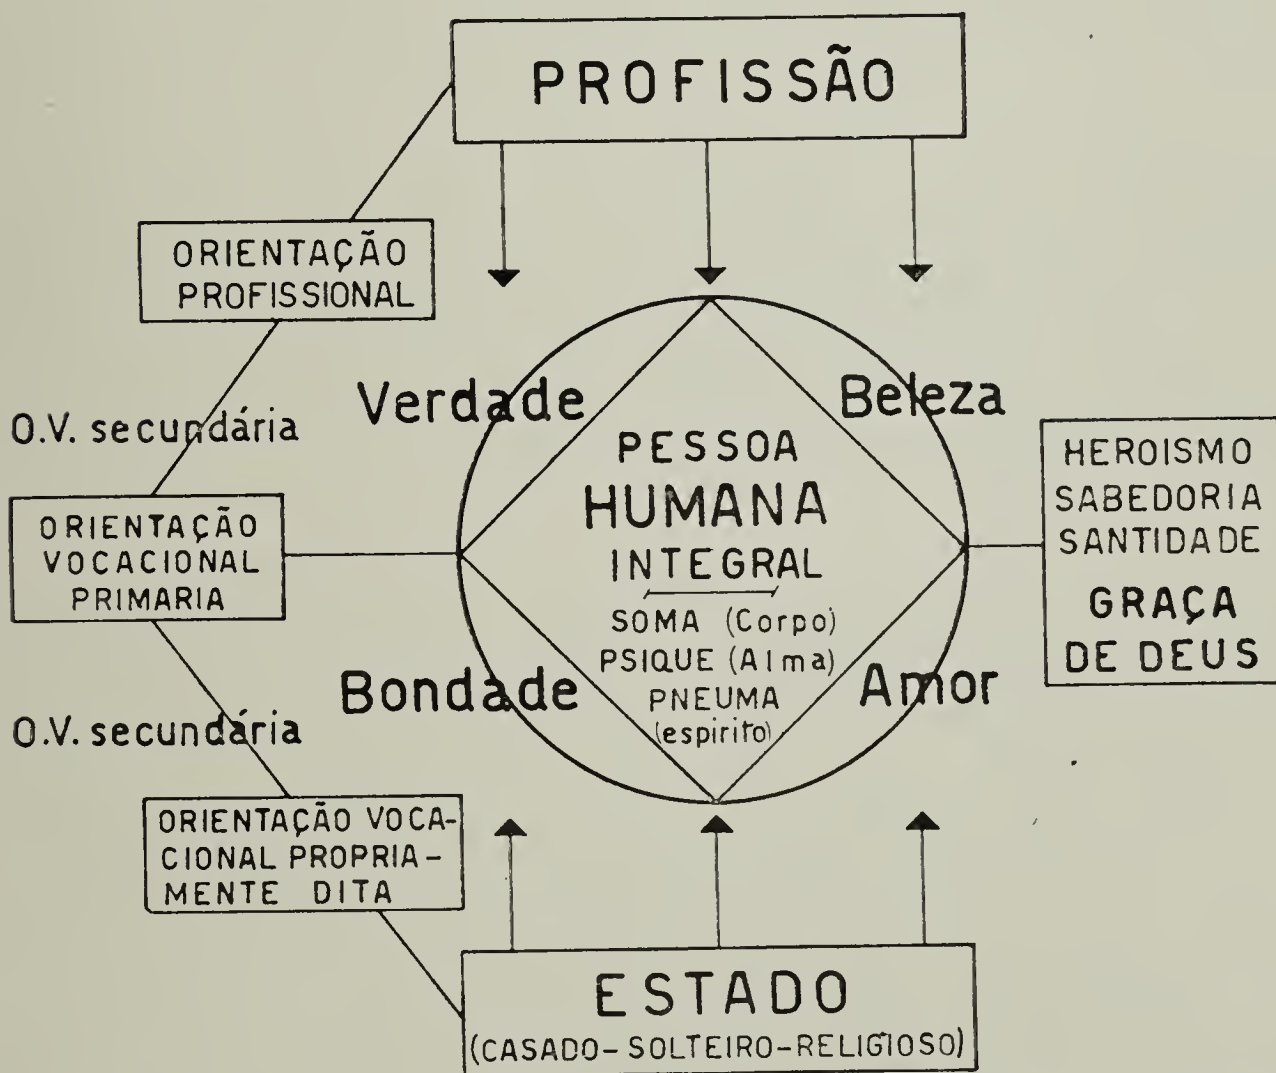 PROFISSÃO
ORIENTAÇÃO
PROFISSIONAL
Verdade
Beleza
O.V. secundária
PESSOA
HUMANA
INTEGRAL
SOMA (Corpo)
PSIQUE (Alma)
PNEUMA
(espirito)
HEROISMO
SABEDORIA
SANTIDADE
GRAÇA
DE DEUS
ORIENTAÇÃO
VOCACIONAL
PRIMARIA
Bondade
Amor
O.V. secundária
ORIENTAÇÃO VOCA-
CIONAL PROPRIA-
MENTE DITA
ESTADO
(CASADO-SOLTEIRO-RELIGIOSO)